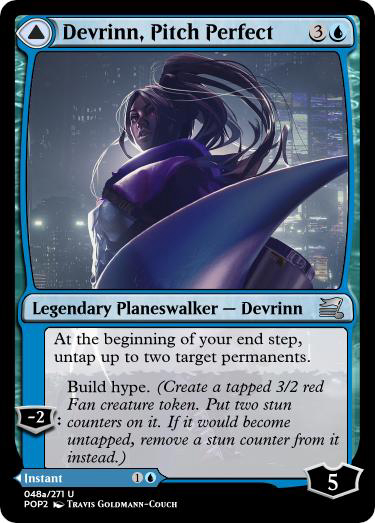 Devrinn, Pitch Perfect 3
Legendary Planeswalker — Devrinn
At the beginning of your end step,
untap up to two target permanents.
-2: Build hype. (Create a tapped 3/2 red
Fan creature token. Put two stun
counters on it. If it would become
untapped, remove a stun counter from it
instead.)
5
Instant 1
048a/271 U
POP2 Travis Goldmann-Couch